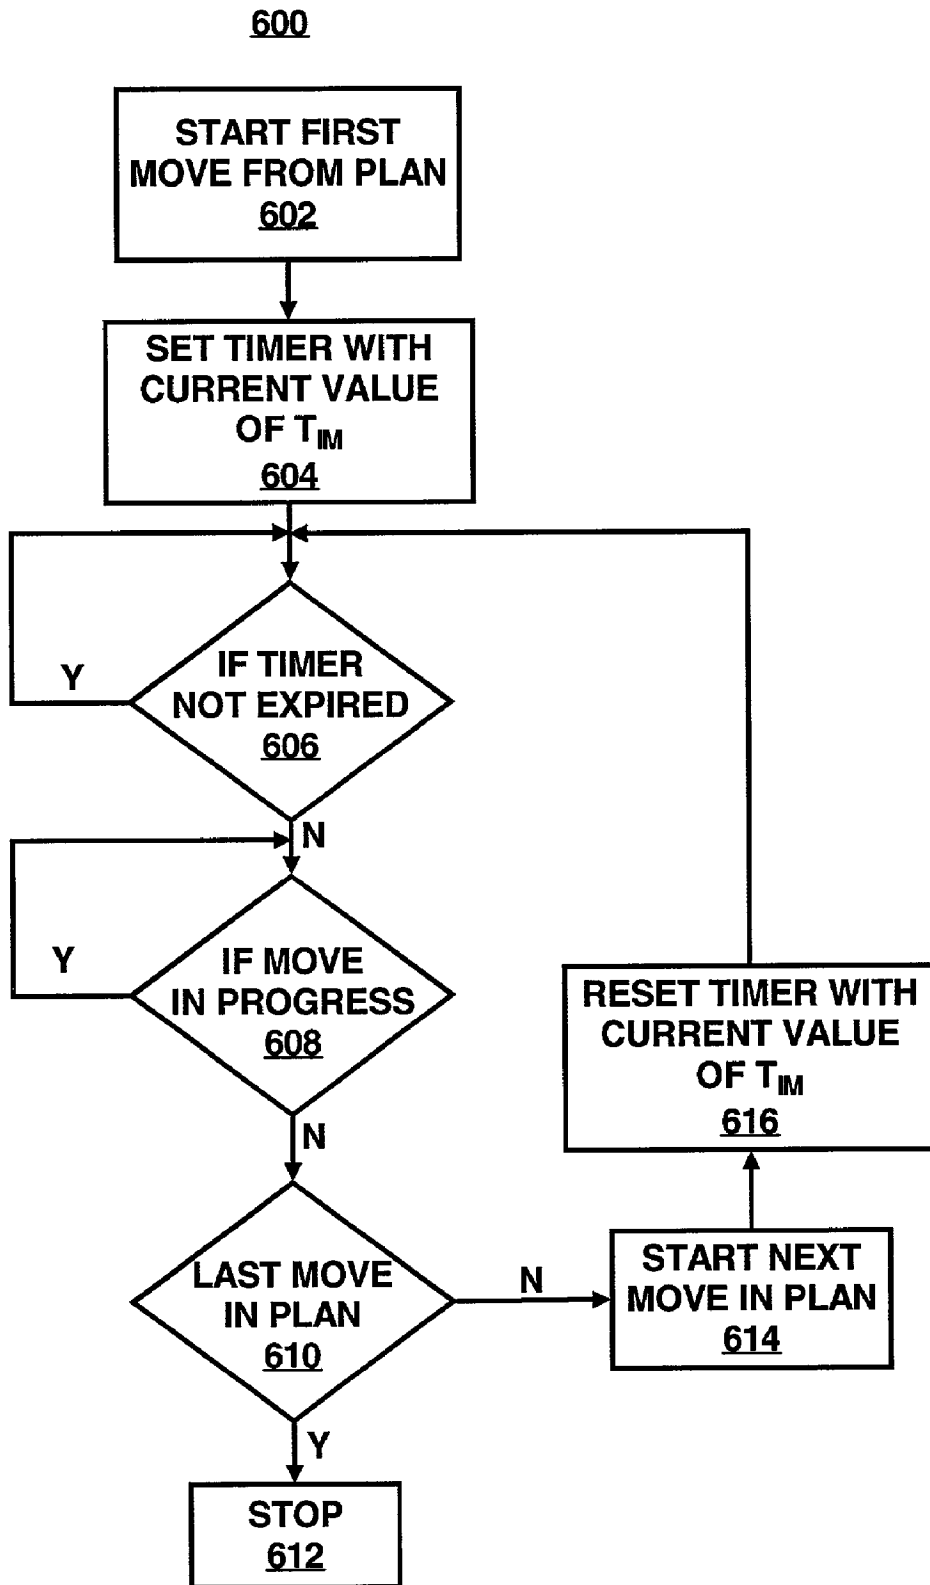 600
START FIRST
MOVE FROM PLAN
602
SET TIMER WITH
CURRENT VALUE
OF TIM
604
Y
IF TIMER
NOT EXPIRED
606
N
Y
IF MOVE
IN PROGRESS
608
N
RESET TIMER WITH
CURRENT VALUE
OF TIM
616
LAST MOVE
IN PLAN
610
N
START NEXT
MOVE IN PLAN
614
Y
STOP
612